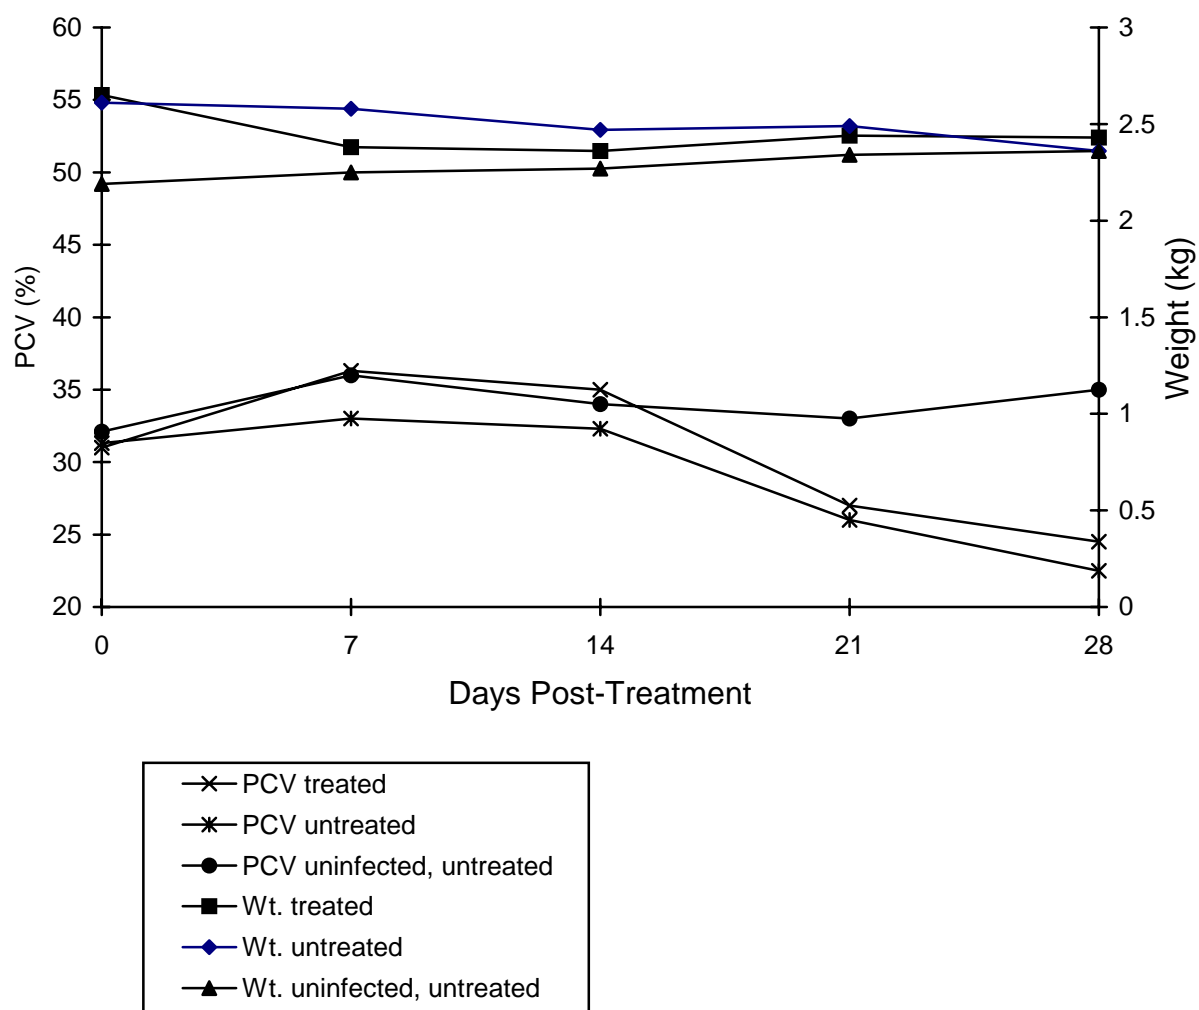 60
55
50
45
40
35
30
25
20
PCV (%)
3
2.5
2
1.5
1
0.5
0
Weight (kg)
0 7 14 21 28
Days Post-Treatment
PCV treated
PCV untreated
PCV uninfected, untreated
Wt. treated
Wt. untreated
Wt. uninfected, untreated